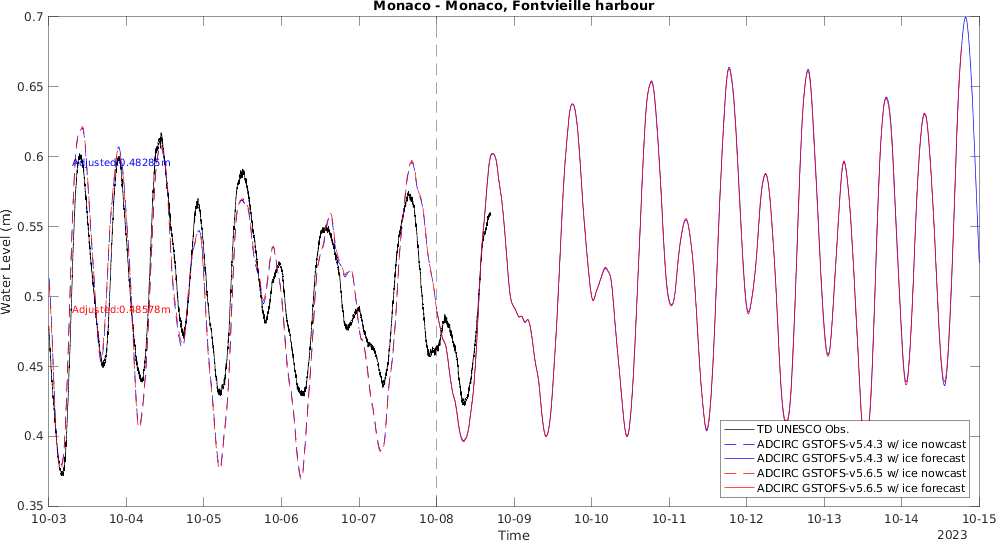 Monaco - Monaco, Fontvieille harbour
Water Level (m)
0.7
0.65
0.6
0.55
0.5
0.45
0.4
0.35
Adjusted:0.48285m
Adjusted:0.48578m
TD UNESCO Obs.
ADCIRC GSTOFS-v5.4.3 w/ ice nowcast
ADCIRC GSTOFS-v5.4.3 w/ ice forecast
ADCIRC GSTOFS-v5.6.5 w/ ice nowcast
ADCIRC GSTOFS-v5.6.5 w/ ice forecast
10-03 10-04 10-05 10-06 10-07 10-08 10-09 10-10 10-11 10-12 10-13 10-14 10-15
Time
2023